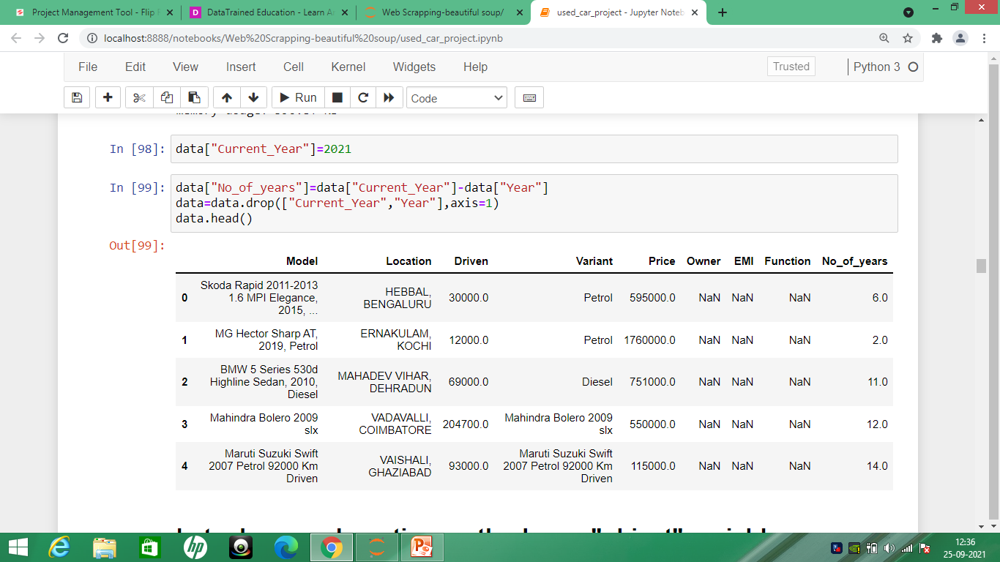 Project Management Tool - Flip F
DataTrained Education - Learn A
Web Scrapping-beautiful soup/
used_car_project - Jupyter Noteb
localhost:8888/notebooks/Web%20Scrapping-beautiful%20soup/used_car_project.ipynb
File Edit View Insert Cell Kernel Widgets Help Trusted Python 3
Run Code
In [98]: data["Current_Year"]=2021
In [99]: data["No_of_years"]=data["Current_Year"]-data["Year"]
data=data.drop(["Current_Year","Year"],axis=1)
data.head()
Out[99]:
Model Location Driven Variant Price Owner EMI Function No_of_years
0 Skoda Rapid 2011-2013 1.6 MPI Elegance, 2015, ... HEBBAL, BENGALURU 30000.0 Petrol 595000.0 NaN NaN NaN 6.0
1 MG Hector Sharp AT, 2019, Petrol ERNAKULAM, KOCHI 12000.0 Petrol 1760000.0 NaN NaN NaN 2.0
2 BMW 5 Series 530d Highline Sedan, 2010, Diesel MAHADEV VIHAR, DEHRADUN 69000.0 Diesel 751000.0 NaN NaN NaN 11.0
3 Mahindra Bolero 2009 slx VADAVALLI, COIMBATORE 204700.0 Mahindra Bolero 2009 slx 550000.0 NaN NaN NaN 12.0
4 Maruti Suzuki Swift 2007 Petrol 92000 Km Driven VAISHALI, GHAZIABAD 93000.0 Maruti Suzuki Swift 2007 Petrol 92000 Km Driven 115000.0 NaN NaN NaN 14.0
12:36
25-09-2021